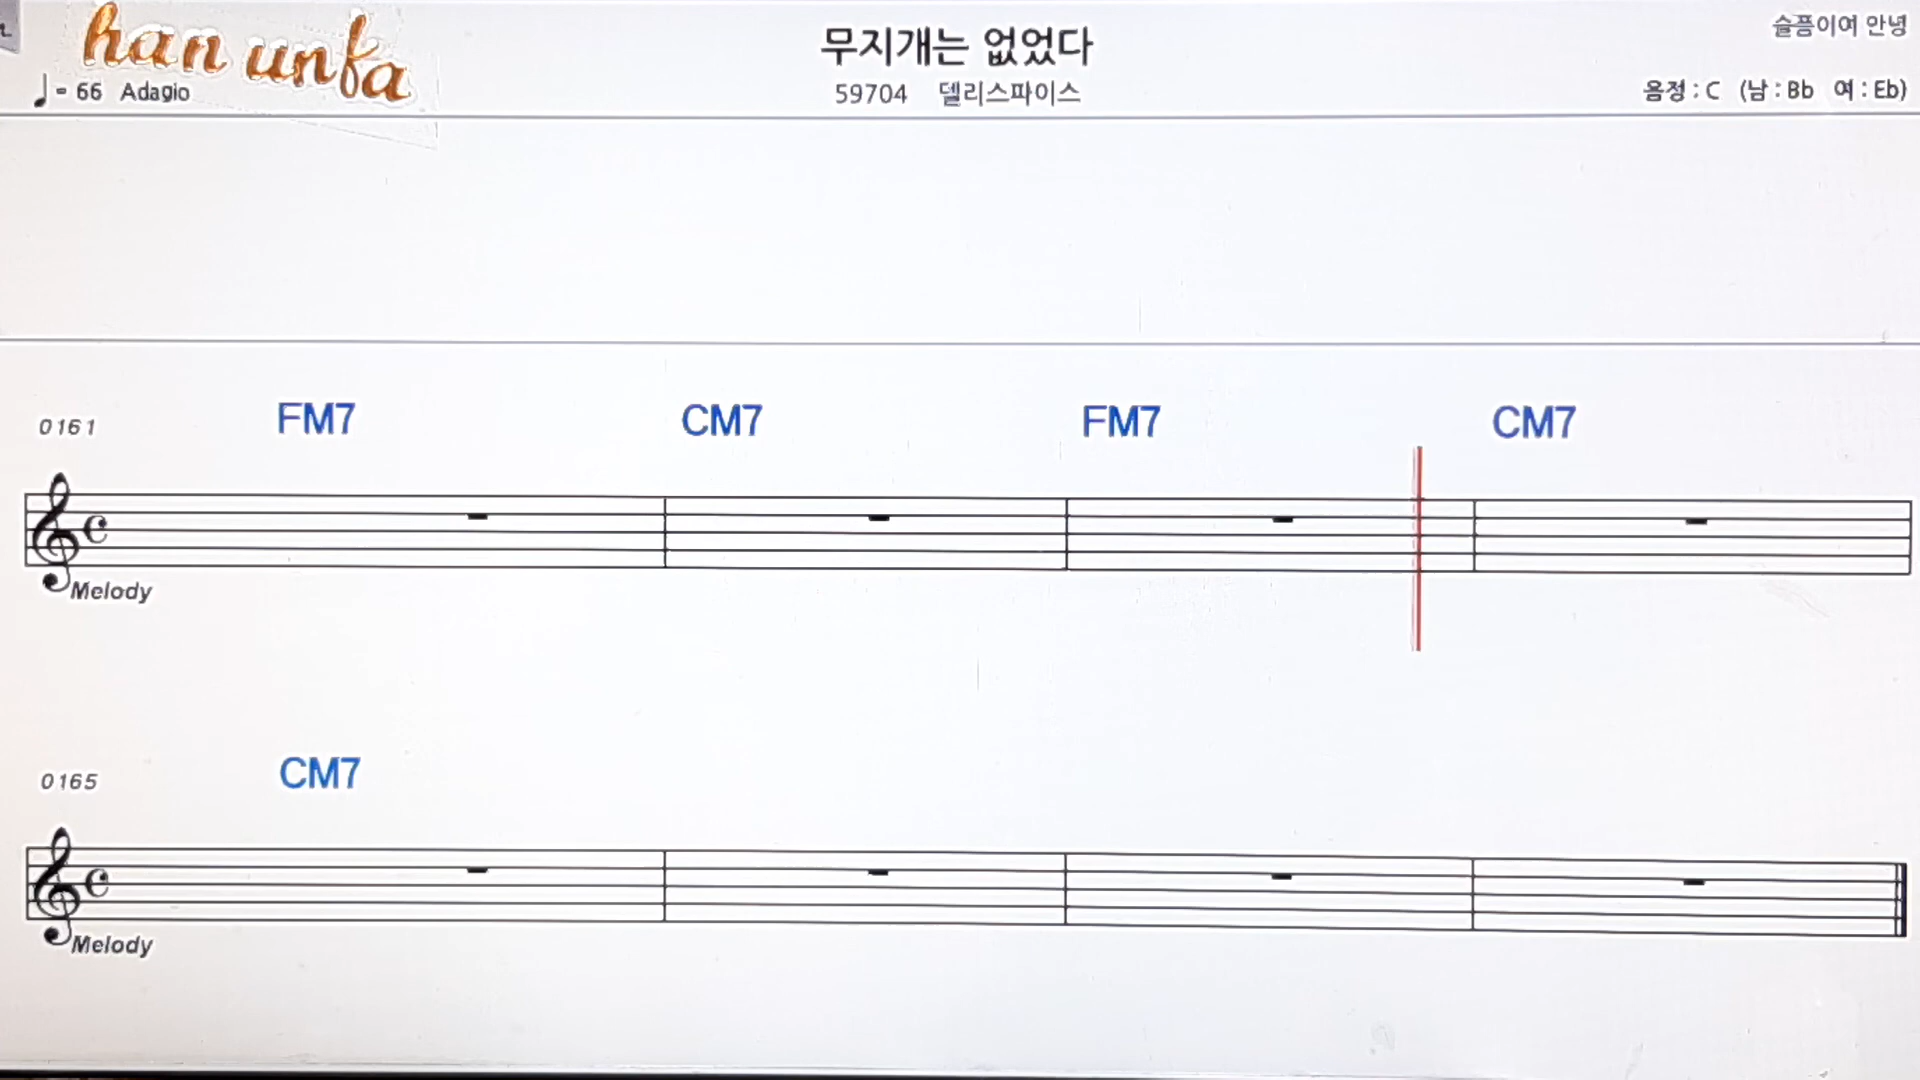 han unfa
무지개는 없었다
슬픔이여 안녕
♩= 66 Adagio
59704 델리스파이스
음정 : C (남 : Bb 여 : Eb)
0161 FM7 CM7 FM7 CM7
Melody
0165 CM7
Melody